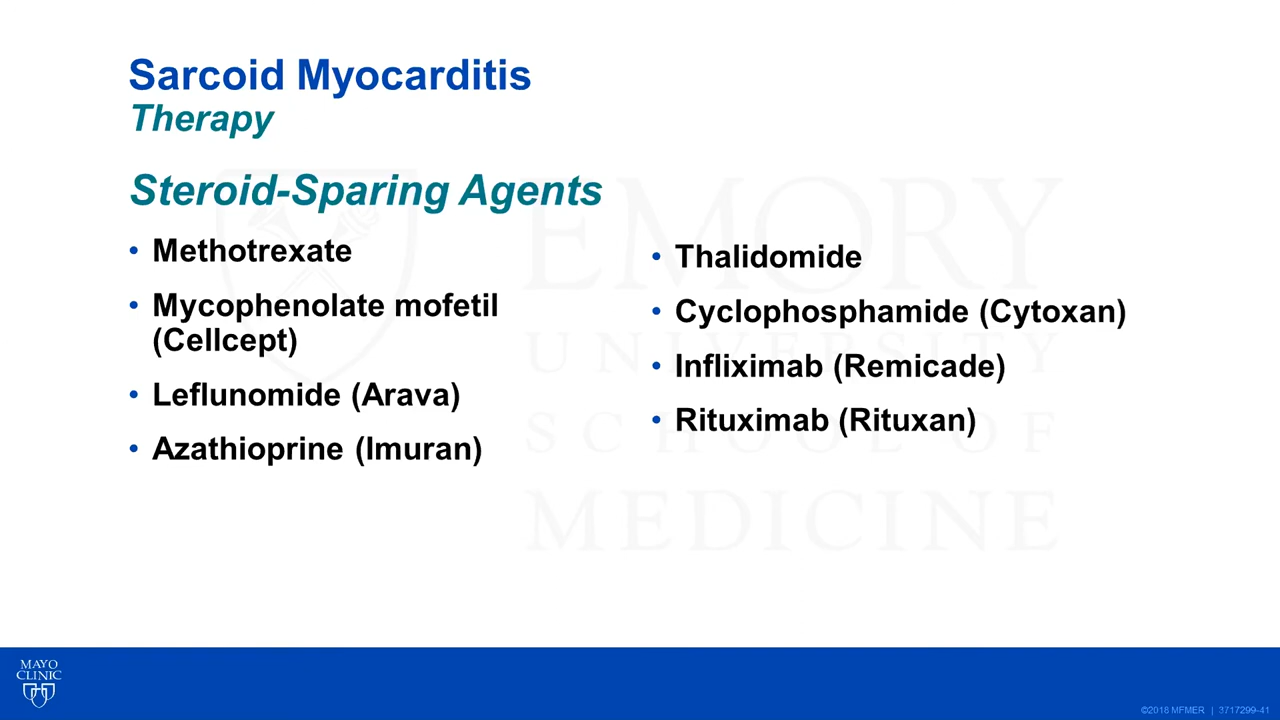 Sarcoid Myocarditis
Therapy
Steroid-Sparing Agents
• Methotrexate
• Mycophenolate mofetil
(Cellcept)
• Leflunomide (Arava)
• Azathioprine (Imuran)
• Thalidomide
• Cyclophosphamide (Cytoxan)
• Infliximab (Remicade)
• Rituximab (Rituxan)
EMORY
UNIVERSITY
SCHOOL OF
MEDICINE
MAYO
CLINIC
©2018 MFMER | 3717299-41